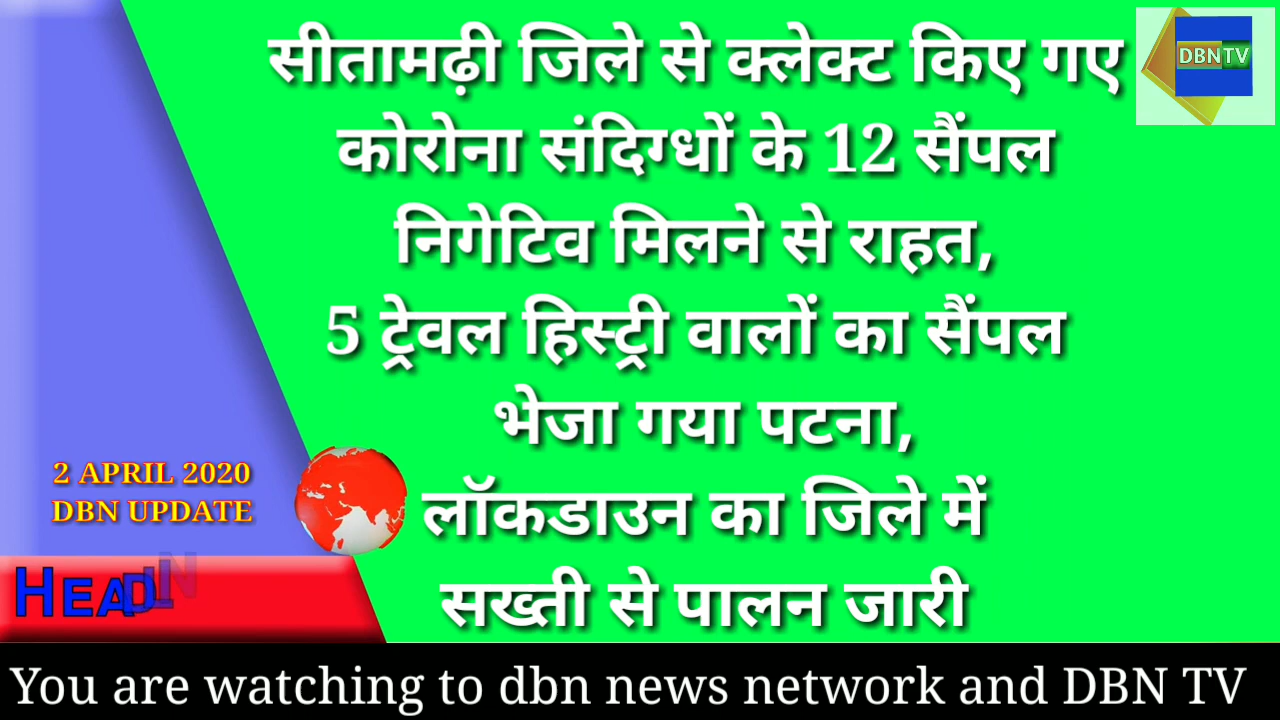 सीतामढ़ी जिले से क्लेक्ट किए गए
कोरोना संदिग्धों के 12 सैंपल
निगेटिव मिलने से राहत,
5 ट्रेवल हिस्ट्री वालों का सैंपल
भेजा गया पटना,
लॉकडाउन का जिले में
सख्ती से पालन जारी
DBNTV
2 APRIL 2020
DBN UPDATE
HEADLIN
You are watching to dbn news network and DBN TV